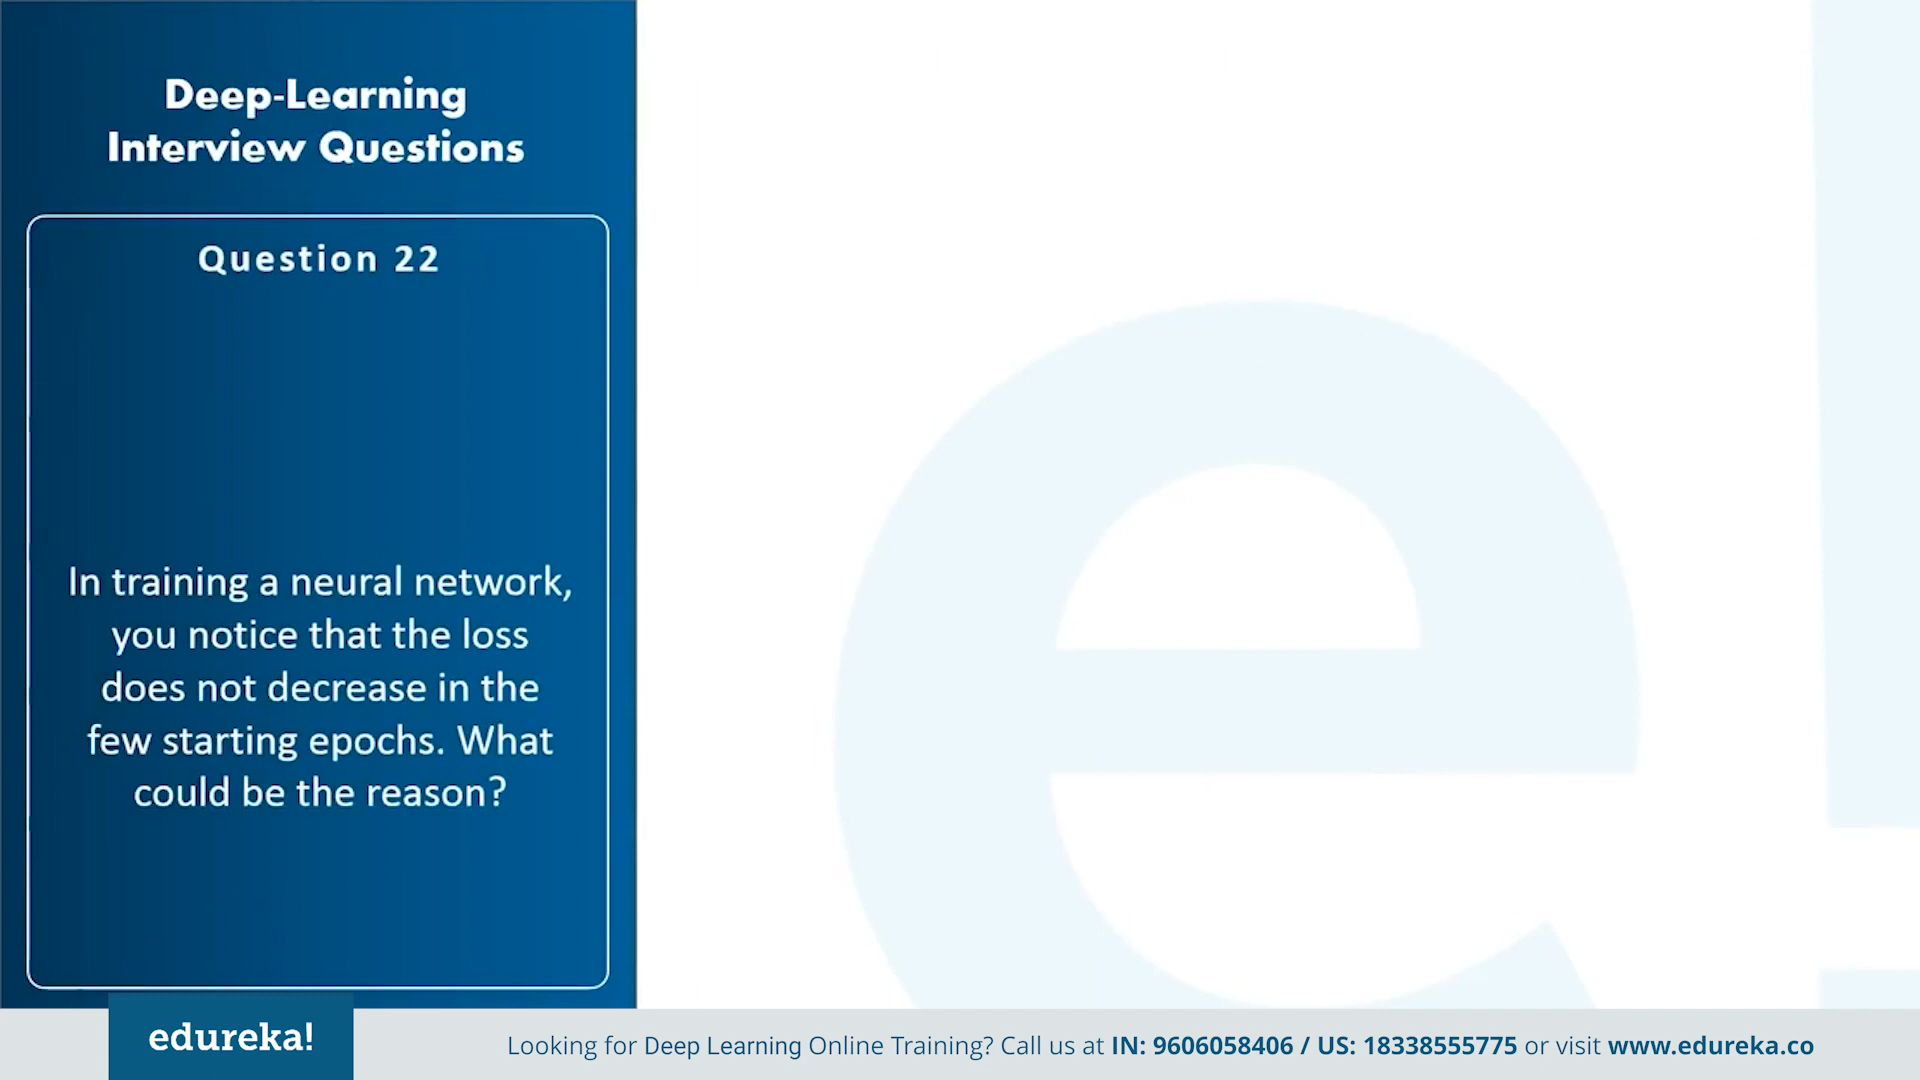 Deep-Learning
Interview Questions
Question 22
In training a neural network,
you notice that the loss
does not decrease in the
few starting epochs. What
could be the reason?
edureka!
Looking for Deep Learning Online Training? Call us at IN: 9606058406 / US: 18338555775 or visit www.edureka.co